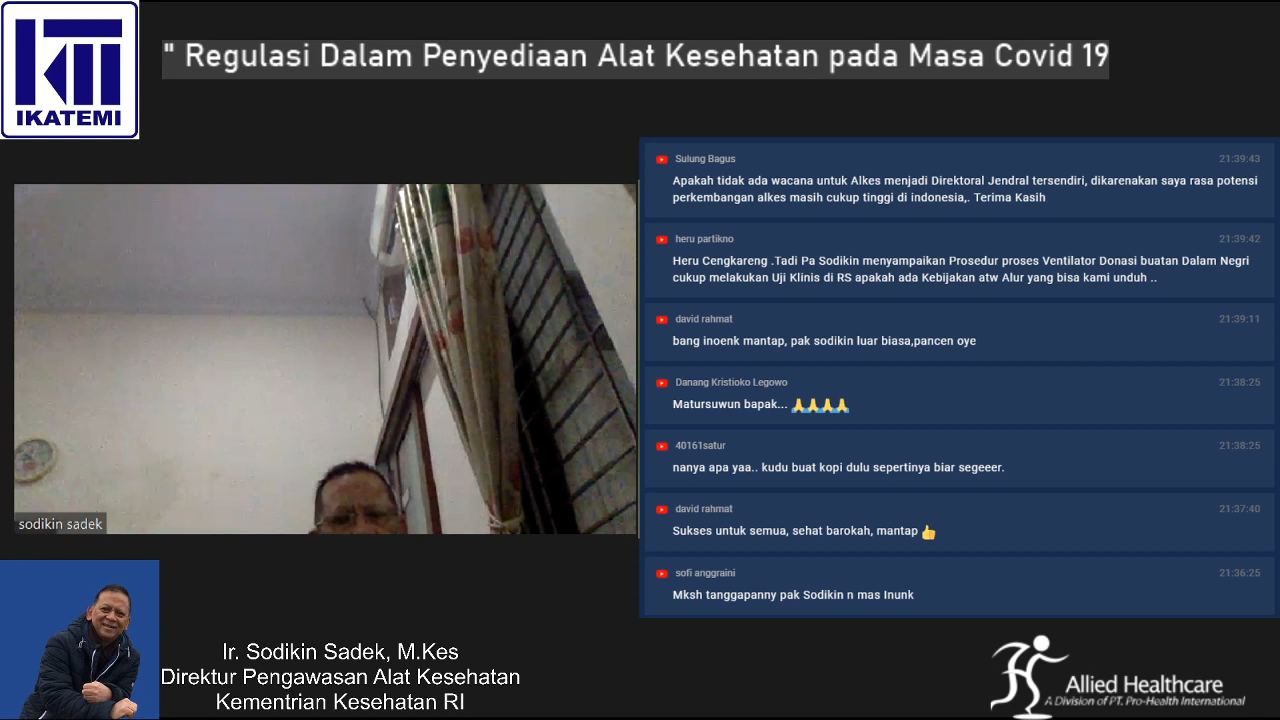 IKATEMI
" Regulasi Dalam Penyediaan Alat Kesehatan pada Masa Covid 19
Sulung Bagus 21:39:43
Apakah tidak ada wacana untuk Alkes menjadi Direktoral Jendral tersendiri, dikarenakan saya rasa potensi
perkembangan alkes masih cukup tinggi di indonesia,. Terima Kasih
heru partikno 21:39:42
Heru Cengkareng .Tadi Pa Sodikin menyampaikan Prosedur proses Ventilator Donasi buatan Dalam Negri
cukup melakukan Uji Klinis di RS apakah ada Kebijakan atw Alur yang bisa kami unduh ..
david rahmat 21:39:11
bang inoenk mantap, pak sodikin luar biasa,pancen oye
Danang Kristioko Legowo 21:38:25
Matursuwun bapak... 🙏🙏🙏🙏
40161satur 21:38:25
nanya apa yaa.. kudu buat kopi dulu sepertinya biar segeeer.
david rahmat 21:37:40
Sukses untuk semua, sehat barokah, mantap 👍
sofi anggraini 21:36:25
Mksh tanggapanny pak Sodikin n mas Inunk
sodikin sadek
Ir. Sodikin Sadek, M.Kes
Direktur Pengawasan Alat Kesehatan
Kementrian Kesehatan RI
Allied Healthcare
A Division of PT. Pro-Health International